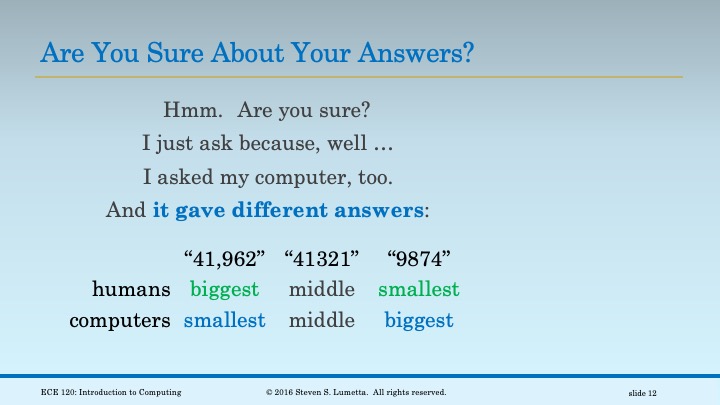 Are You Sure About Your Answers?
Hmm. Are you sure?
I just ask because, well …
I asked my computer, too.
And it gave different answers:
“41,962” “41321” “9874”
humans biggest middle smallest
computers smallest middle biggest
ECE 120: Introduction to Computing © 2016 Steven S. Lumetta. All rights reserved. slide 12